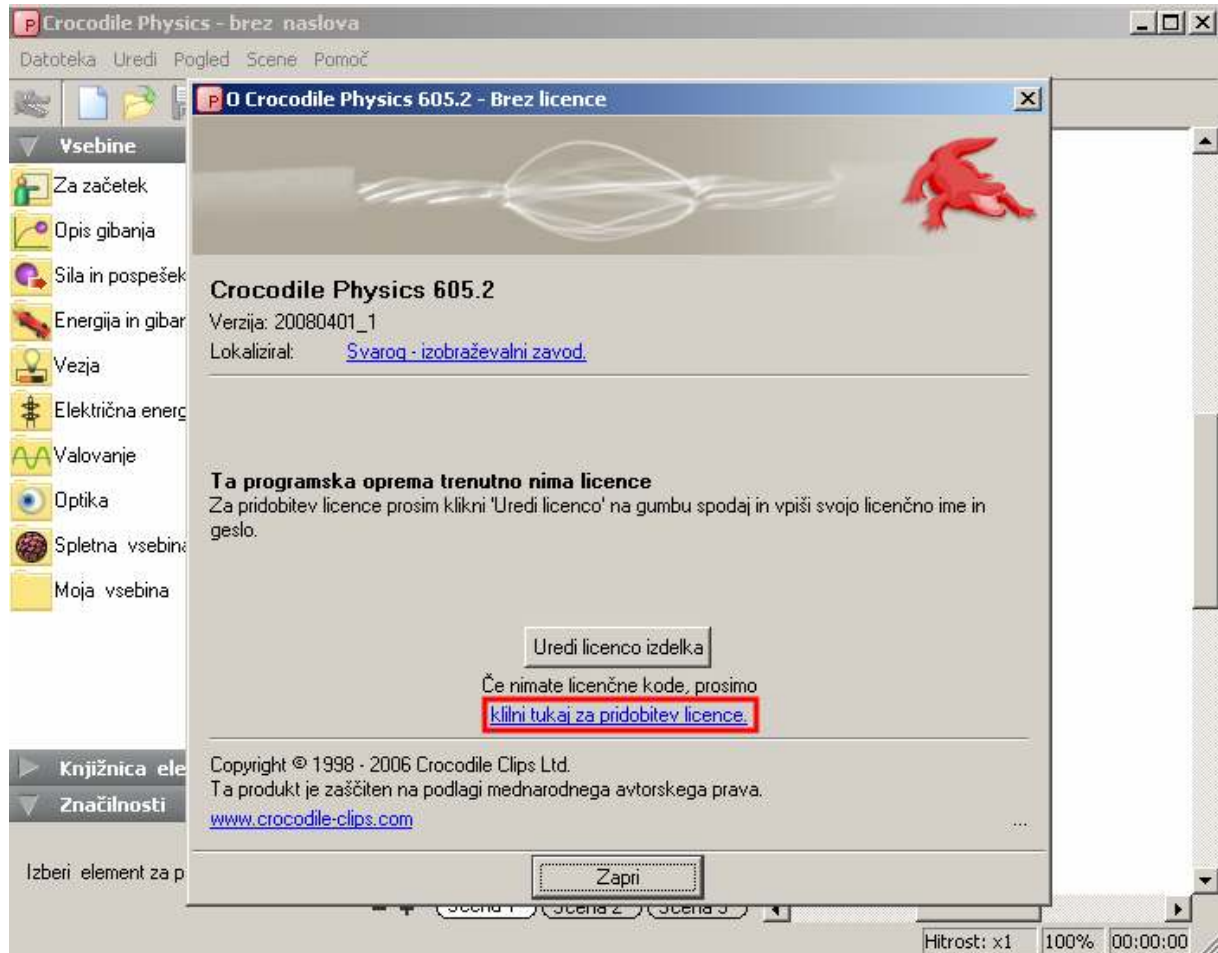 Crocodile Physics - brez naslova
Datoteka Uredi Pogled Scene Pomoč
O Crocodile Physics 605.2 - Brez licence
Vsebine
Za začetek
Opis gibanja
Sila in pospešek
Energija in gibar
Vezja
Električna energ
Valovanje
Optika
Spletna vsebina
Moja vsebina
Knjižnica ele
Značilnosti
Izberi element za p
Crocodile Physics 605.2
Verzija: 20080401_1
Lokaliziral: Svarog - izobraževalni zavod.
Ta programska oprema trenutno nima licence
Za pridobitev licence prosim klikni 'Uredi licenco' na gumbu spodaj in vpiši svojo licenčno ime in
geslo.
Uredi licenco izdelka
Če nimate licenčne kode, prosimo
klilni tukaj za pridobitev licence.
Copyright © 1998 - 2006 Crocodile Clips Ltd.
Ta produkt je zaščiten na podlagi mednarodnega avtorskega prava.
www.crocodile-clips.com
...
Zapri
Scena 1 Scena 2 Scena 3
Hitrost: x1 100% 00:00:00